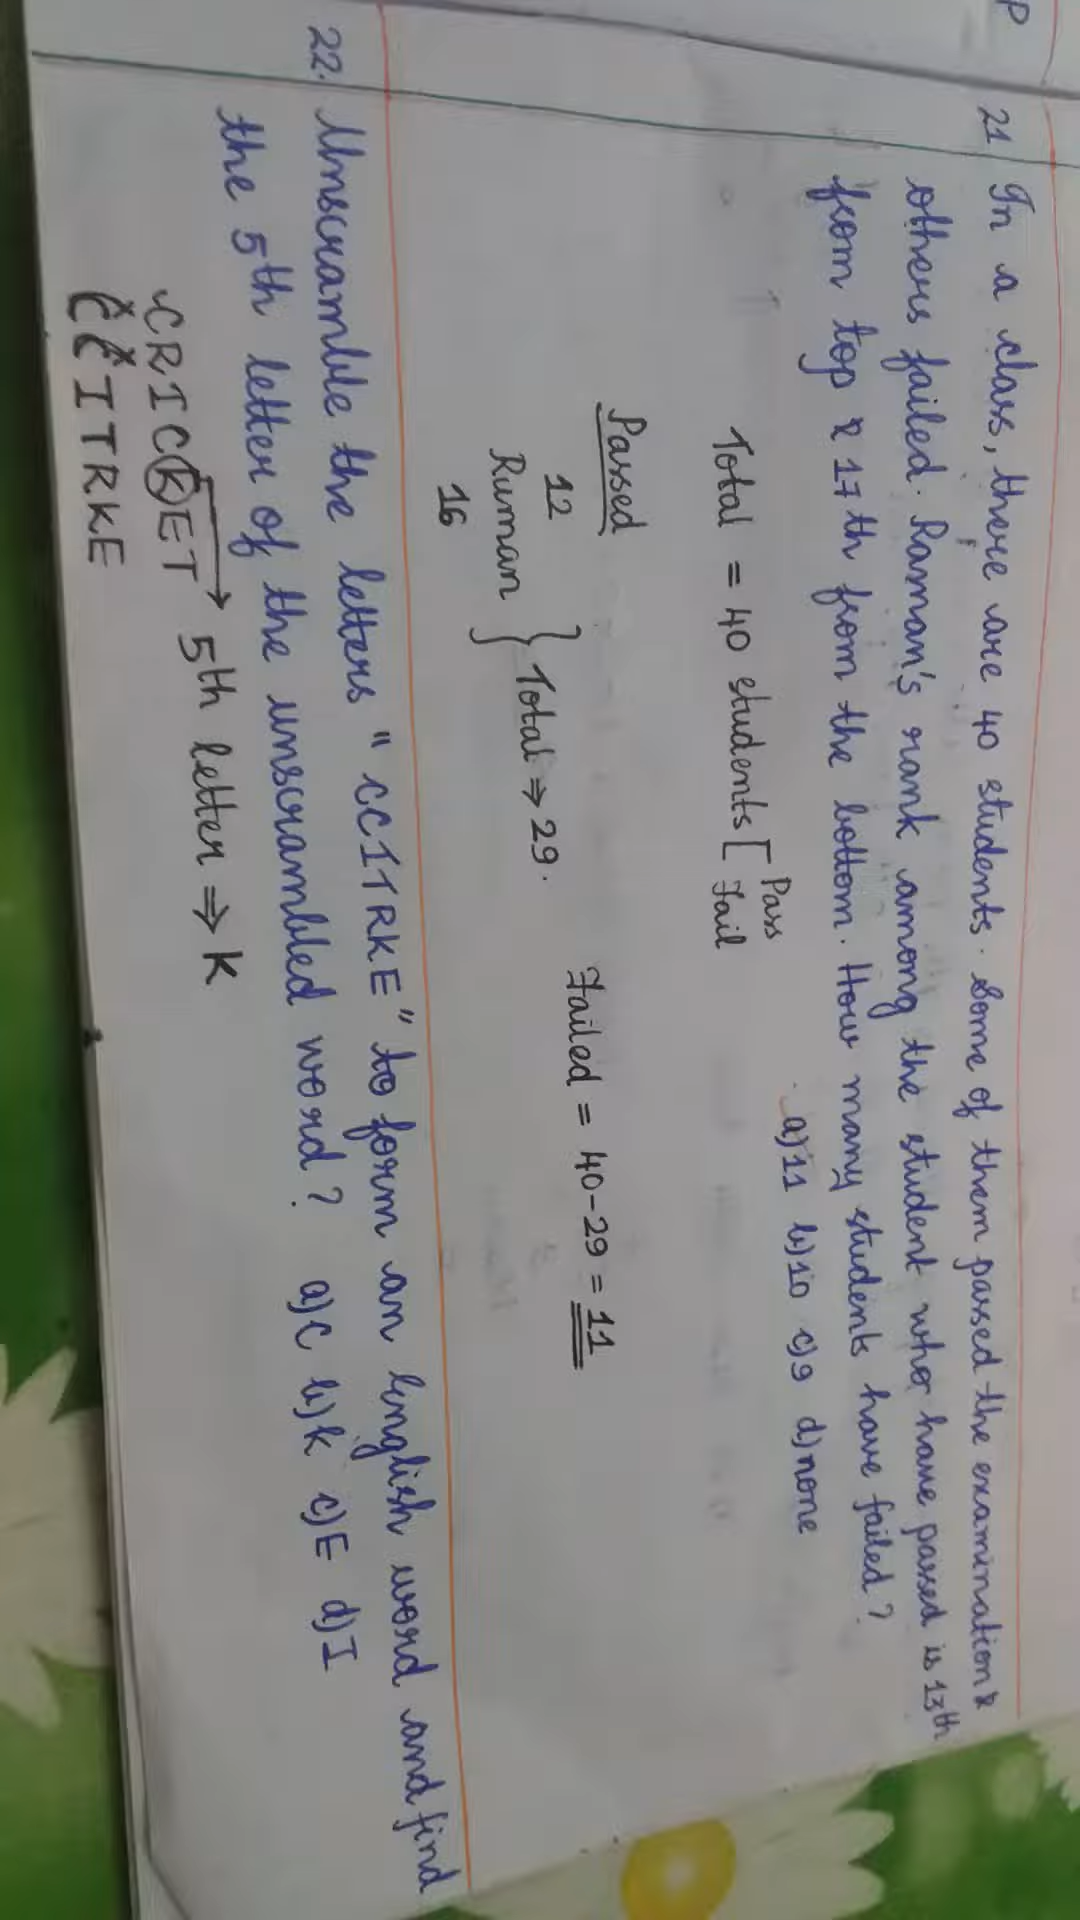 P
21 In a class, there are 40 students. Some of them passed the examination &
others failed. Raman's rank among the student who have passed is 13th
from top & 17th from the bottom. How many students have failed?
a) 11 b) 10 c) 9 d) none
Total = 40 students [ Pass
Fail
Passed
12
Ruman } Total ⇒ 29.
16
Failed = 40-29 = 11
22. Unscramble the letters "CCITRKE" to form an English word and find
the 5th letter of the unscrambled word? a) C b) K c) E d) I
CRICKET → 5th letter ⇒ K
CCITRKE